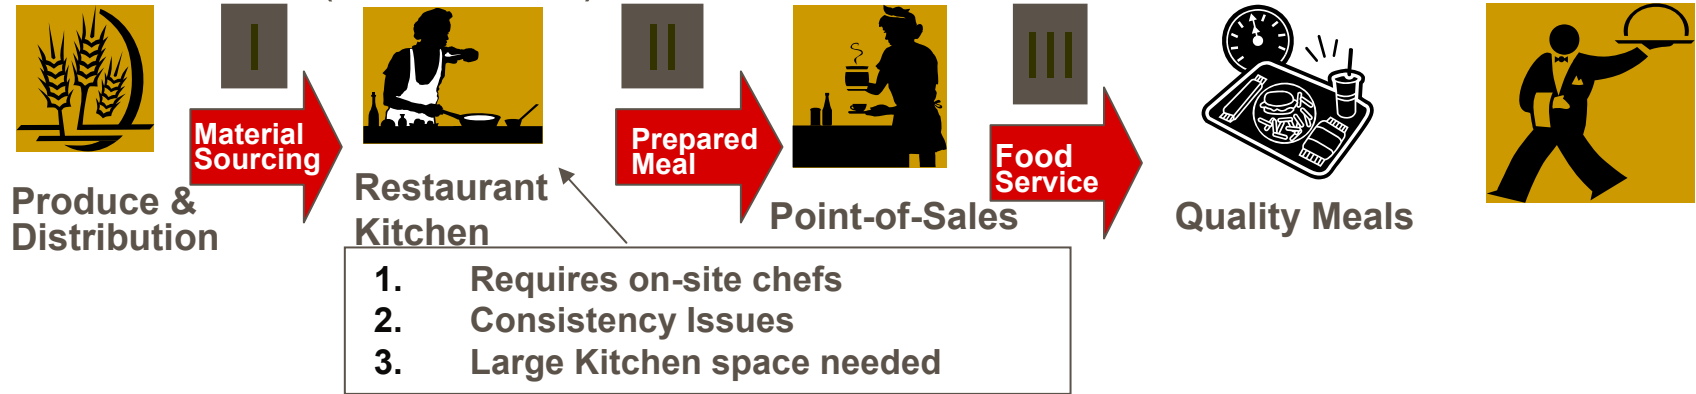 I
II
III
Material
Sourcing
Prepared
Meal
Food
Service
Produce &
Distribution
Restaurant
Kitchen
Point-of-Sales
Quality Meals
1. Requires on-site chefs
2. Consistency Issues
3. Large Kitchen space needed